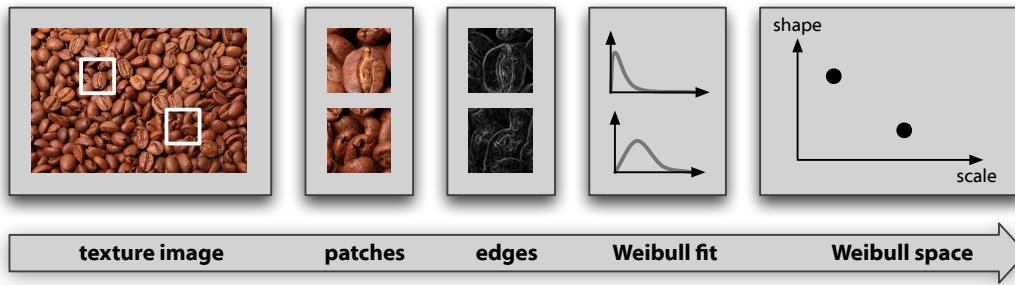 shape
scale
texture image
patches
edges
Weibull fit
Weibull space